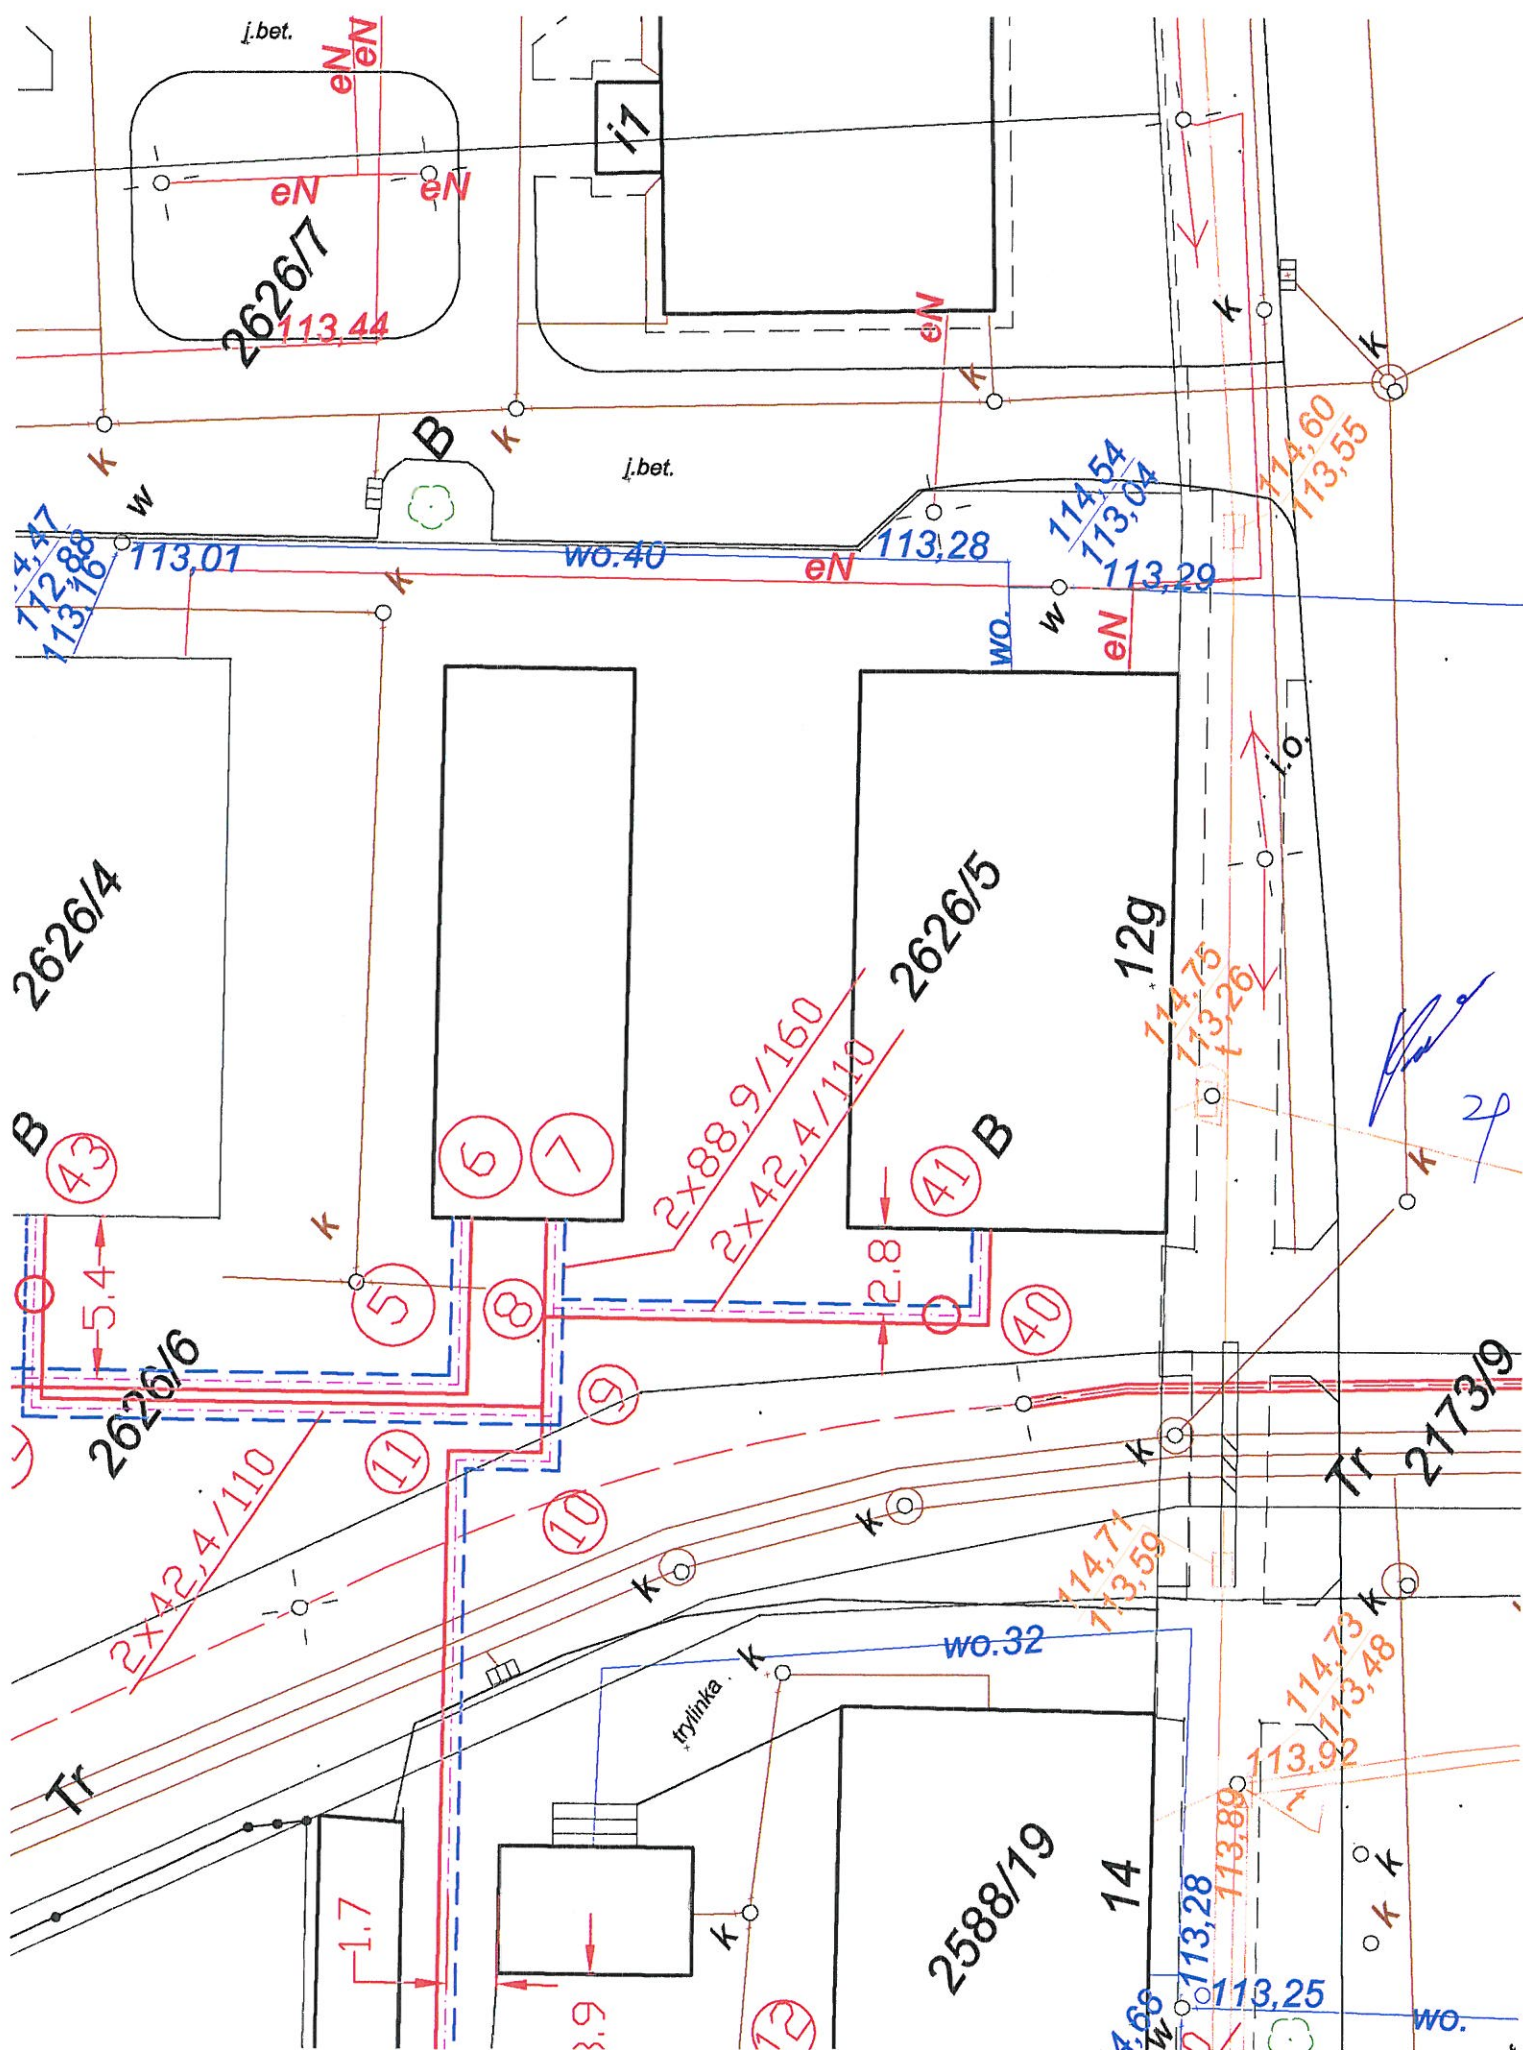 j.bet.
eN
eN
i1
eN
eN
2626/7
113,44
eN
k
k
k
k
k
B
j.bet.
w
114,60
113,55
114,54
113,04
112,88
113,16
113,01
wo.40
113,28
eN
113,29
k
wo.
w
eN
i.o.
2626/4
2626/5
12g
114,75
113,26
t
2x88,9/160
2x42,4/110
B
43
6
7
41
B
k
k
5.4
5
8
2.8
40
2626/6
9
11
10
2x42,4/110
k
k
k
Tr
2173/9
114,71
113,59
k
114,73
113,48
wo.32
k
trylinka
Tr
113,92
t
113,89
2588/19
14
k
k
k
1.7
113,28
113,25
wo.
w
12